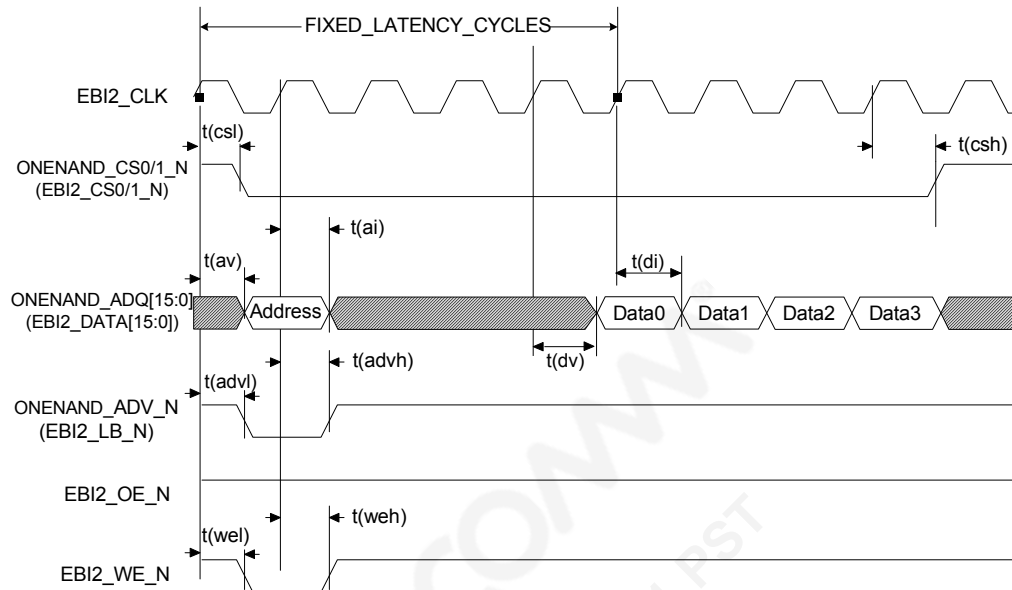 FIXED_LATENCY_CYCLES
EBI2_CLK
t(csl)
t(csh)
ONENAND_CS0/1_N
(EBI2_CS0/1_N)
t(ai)
t(av)
t(di)
ONENAND_ADQ[15:0]
(EBI2_DATA[15:0])
Address
Data0
Data1
Data2
Data3
t(advh)
t(dv)
t(advl)
ONENAND_ADV_N
(EBI2_LB_N)
EBI2_OE_N
t(weh)
t(wel)
EBI2_WE_N
PST